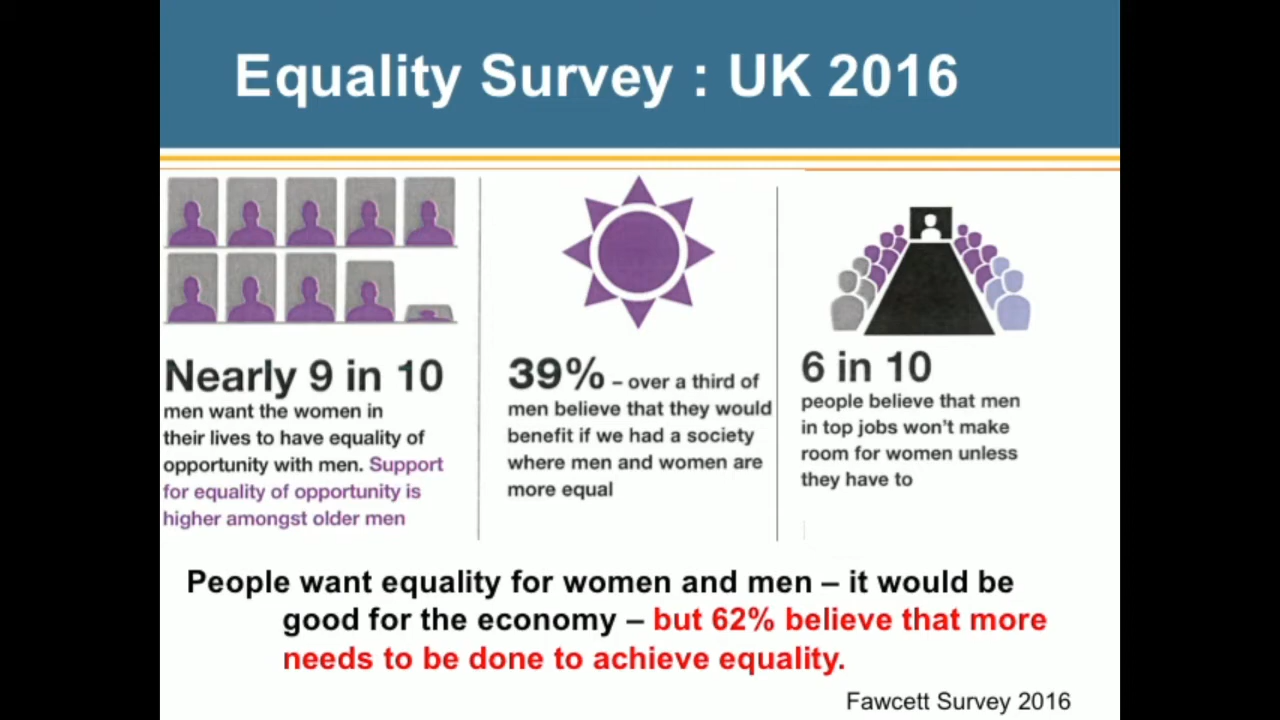 Equality Survey : UK 2016
Nearly 9 in 10
men want the women in
their lives to have equality of
opportunity with men. Support
for equality of opportunity is
higher amongst older men
39% – over a third of
men believe that they would
benefit if we had a society
where men and women are
more equal
6 in 10
people believe that men
in top jobs won't make
room for women unless
they have to
People want equality for women and men – it would be
good for the economy – but 62% believe that more
needs to be done to achieve equality.
Fawcett Survey 2016